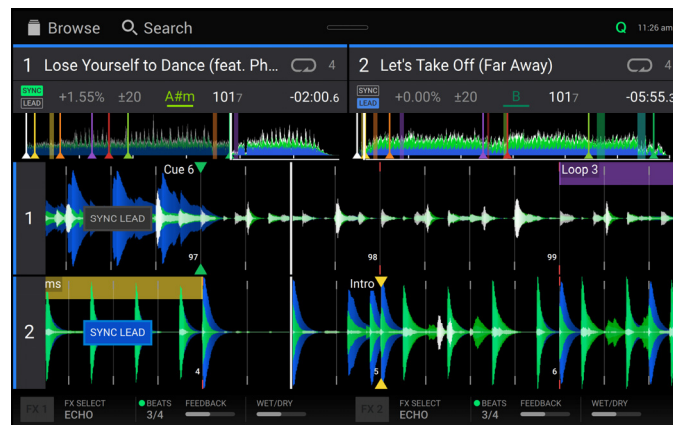 Browse Search Q 11:26 am
1 Lose Yourself to Dance (feat. Ph... 4
2 Let's Take Off (Far Away) 4
SYNC
LEAD
+1.55% ±20 A#m 1017 -02:00.6
SYNC
LEAD
+0.00% ±20 B 1017 -05:55.3
Cue 6 Loop 3
1 SYNC LEAD
97 98 99
ms Intro
2 SYNC LEAD
4 5 6
FX 1 FX SELECT BEATS FEEDBACK WET/DRY
ECHO 3/4
FX 2 FX SELECT BEATS FEEDBACK WET/DRY
ECHO 3/4